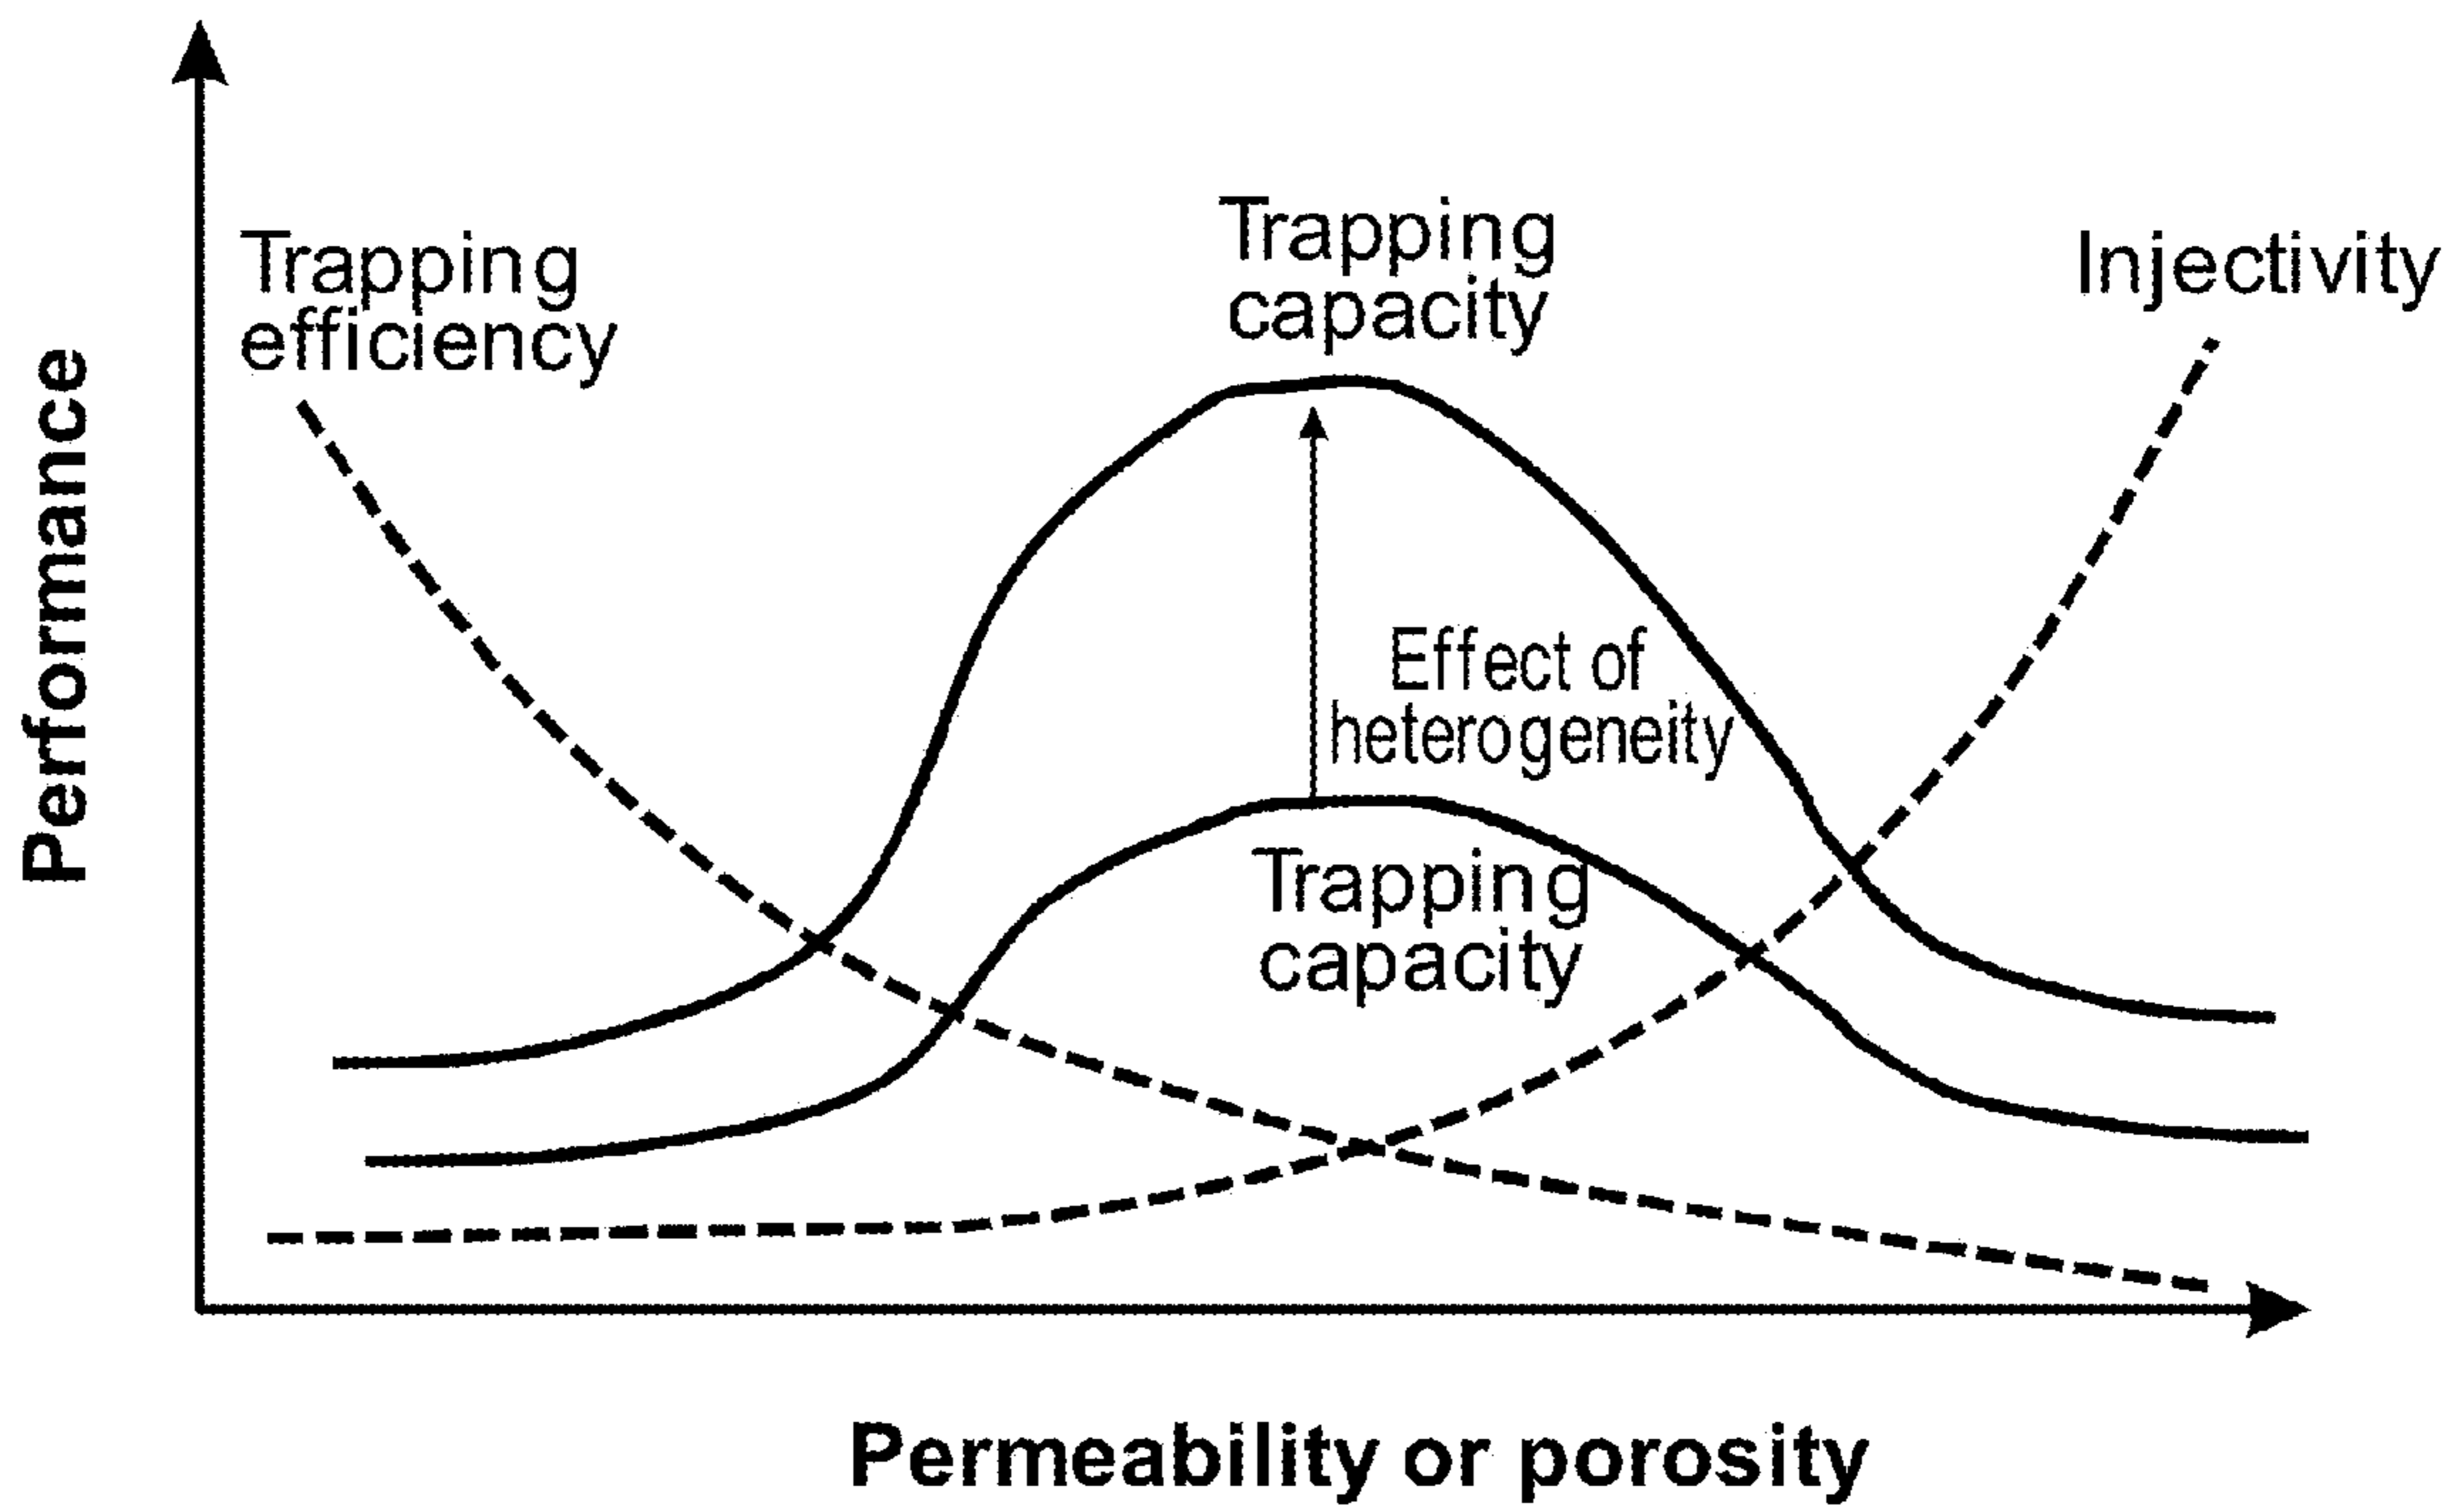 Trapping
efficiency
Trapping
capacity
Injectivity
Performance
Effect of
heterogeneity
Trapping
capacity
Permeability or porosity